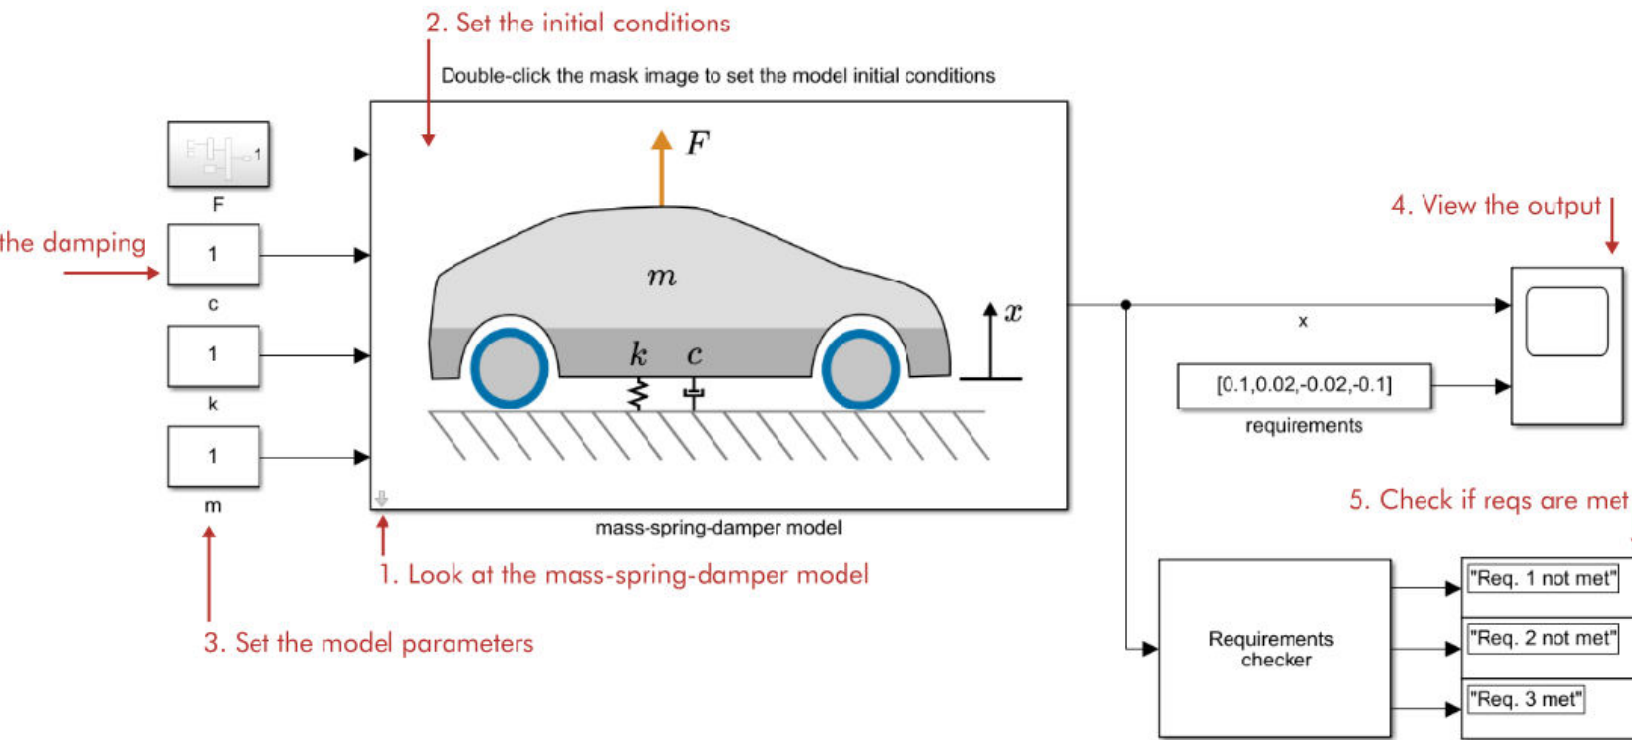 2. Set the initial conditions
Double-click the mask image to set the model initial conditions
1
F
F
the damping
1
c
1
k
1
m
m
k c
x
mass-spring-damper model
1. Look at the mass-spring-damper model
3. Set the model parameters
4. View the output
x
[0.1,0.02,-0.02,-0.1]
requirements
5. Check if reqs are met
Requirements
checker
"Req. 1 not met"
"Req. 2 not met"
"Req. 3 met"